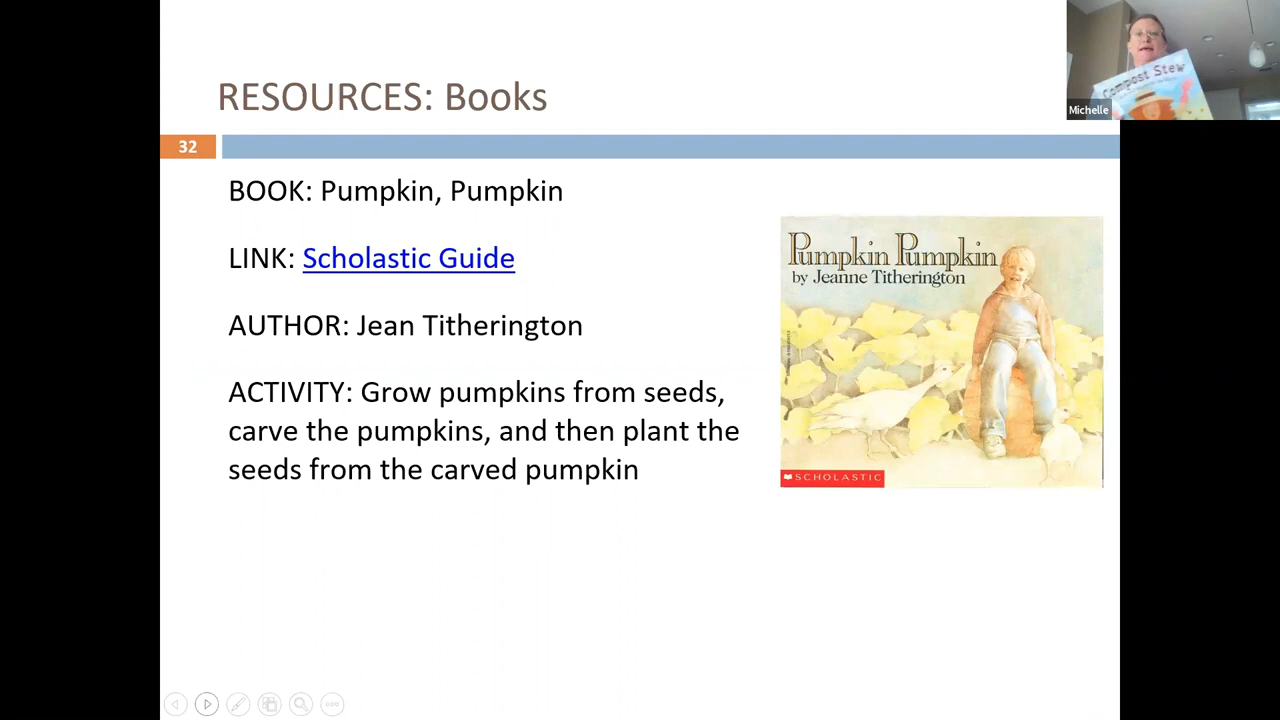 RESOURCES: Books
32
BOOK: Pumpkin, Pumpkin
LINK: Scholastic Guide
AUTHOR: Jean Titherington
ACTIVITY: Grow pumpkins from seeds,
carve the pumpkins, and then plant the
seeds from the carved pumpkin
Pumpkin Pumpkin
by Jeanne Titherington
SCHOLASTIC
Compost Stew
Michelle